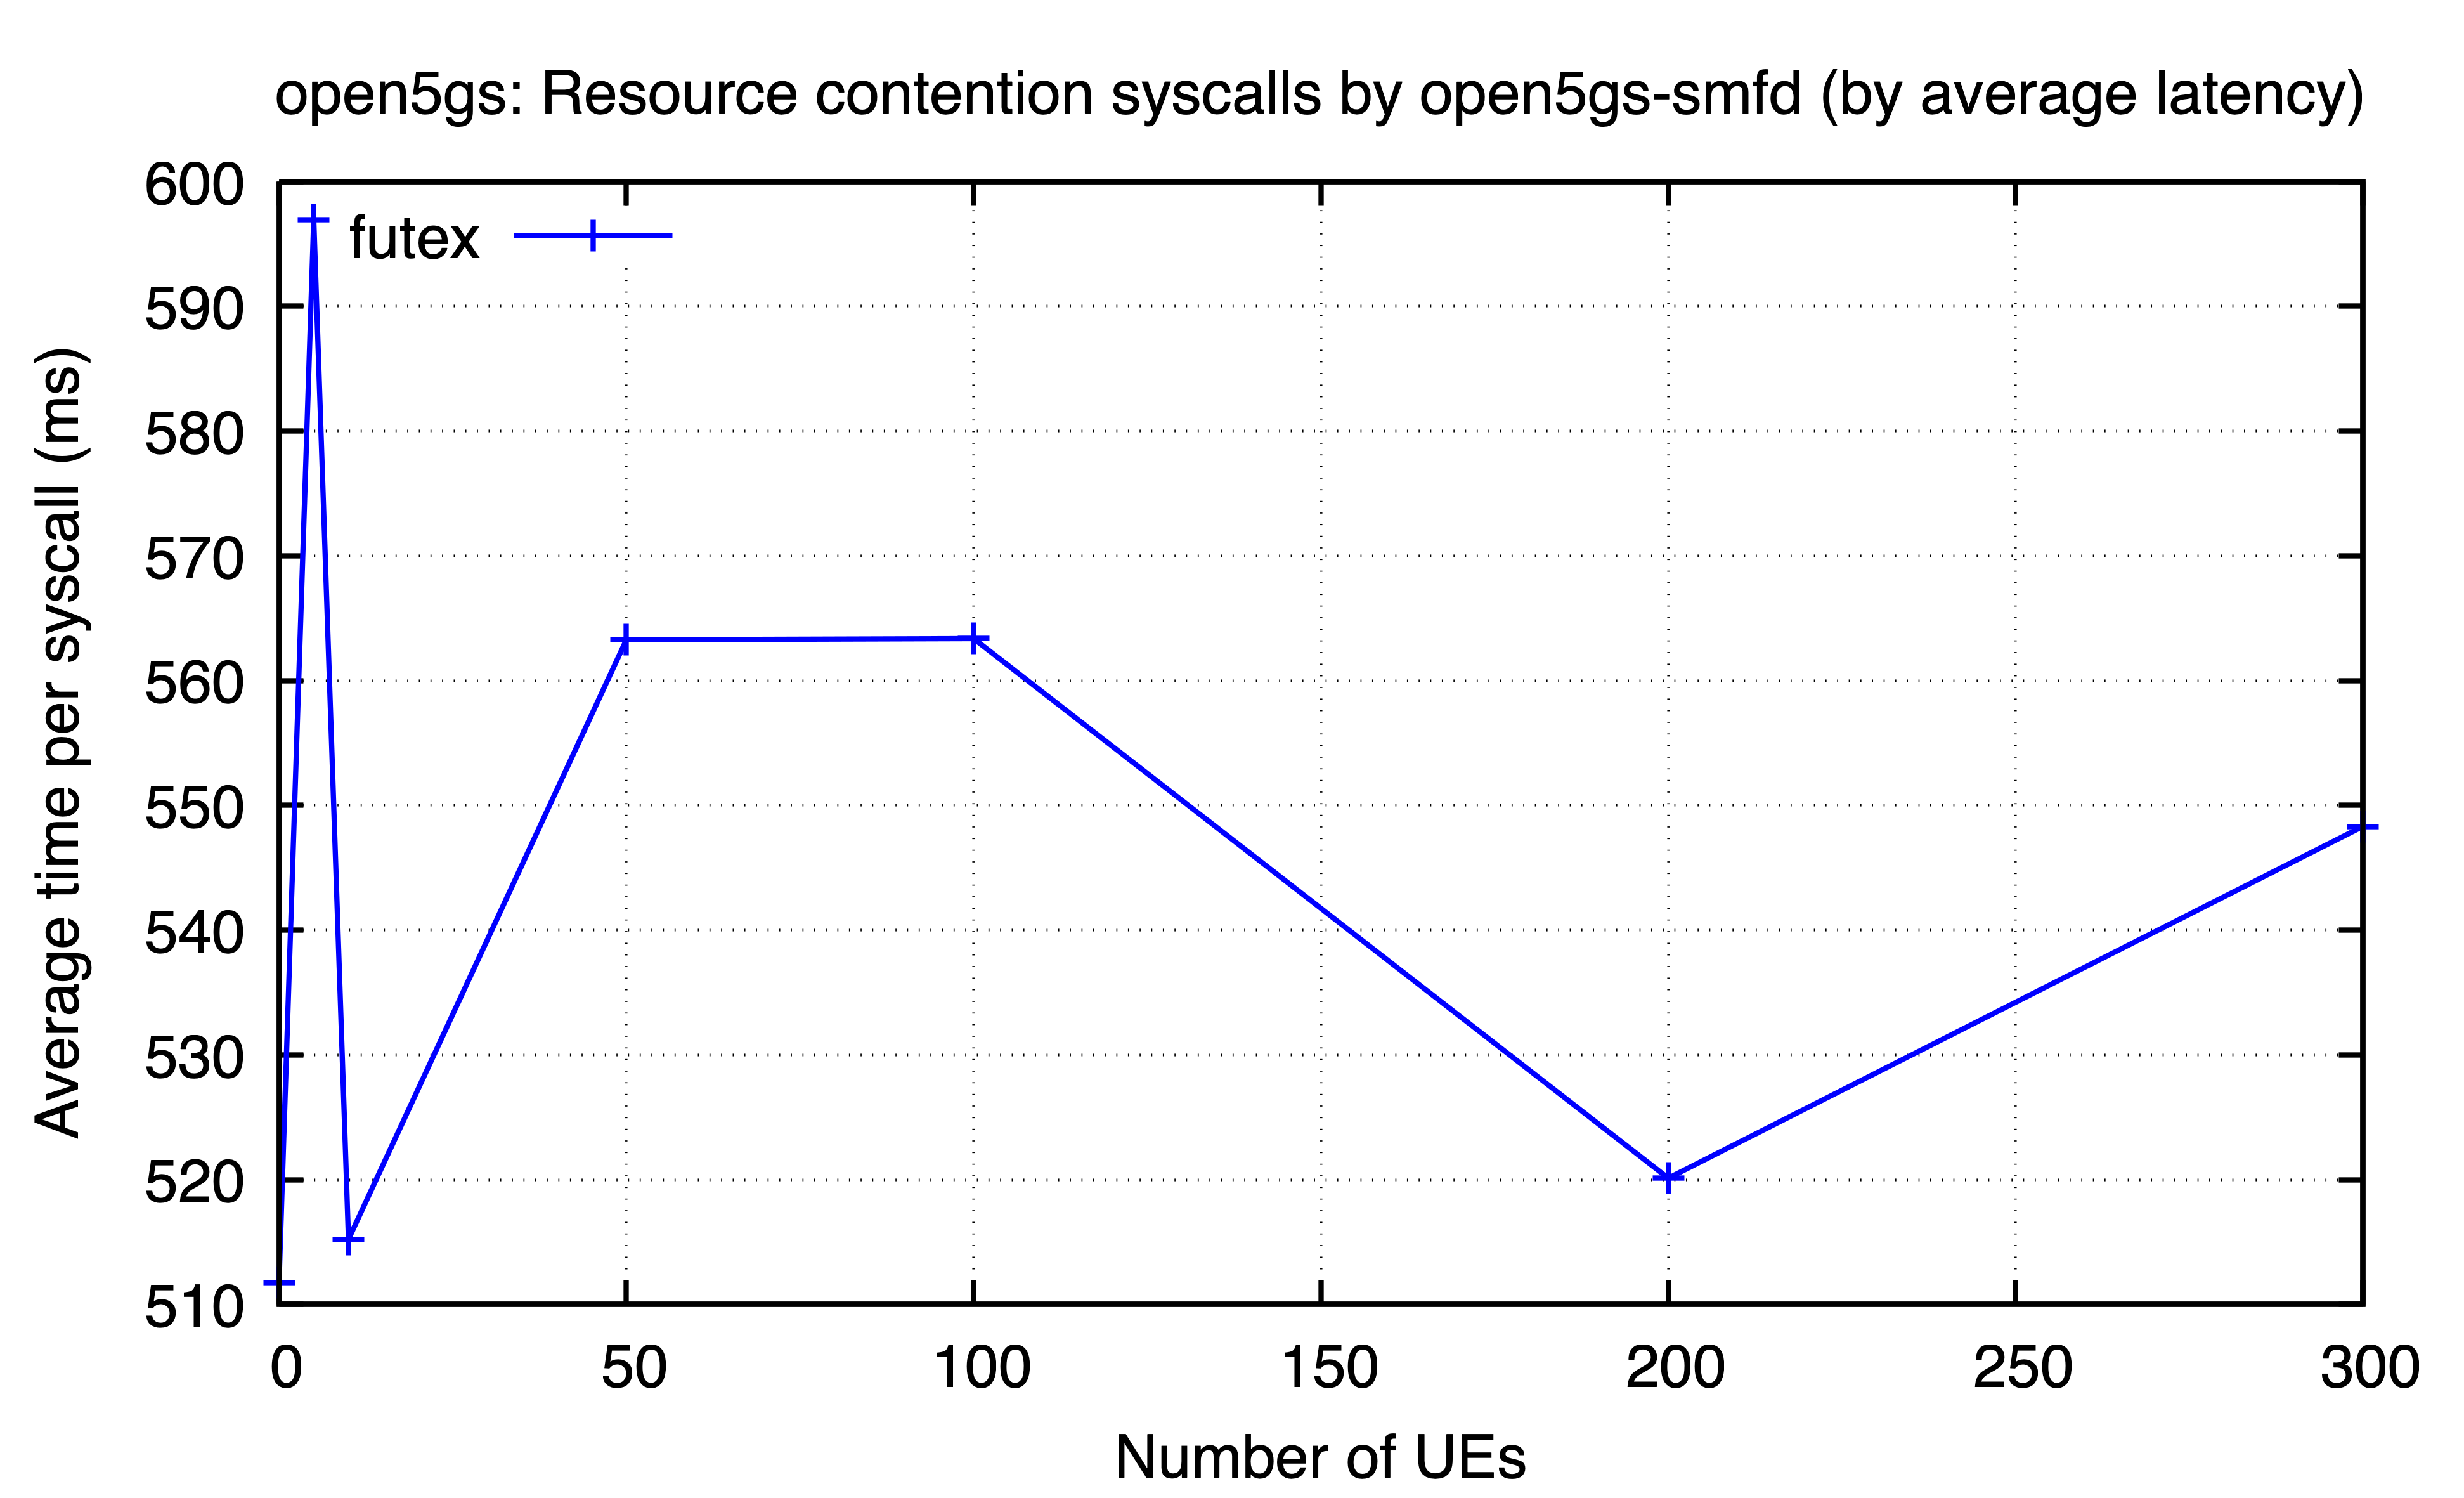 open5gs: Resource contention syscalls by open5gs-smfd (by average latency)
600
590
580
570
560
550
540
530
520
510
Average time per syscall (ms)
futex
0 50 100 150 200 250 300
Number of UEs